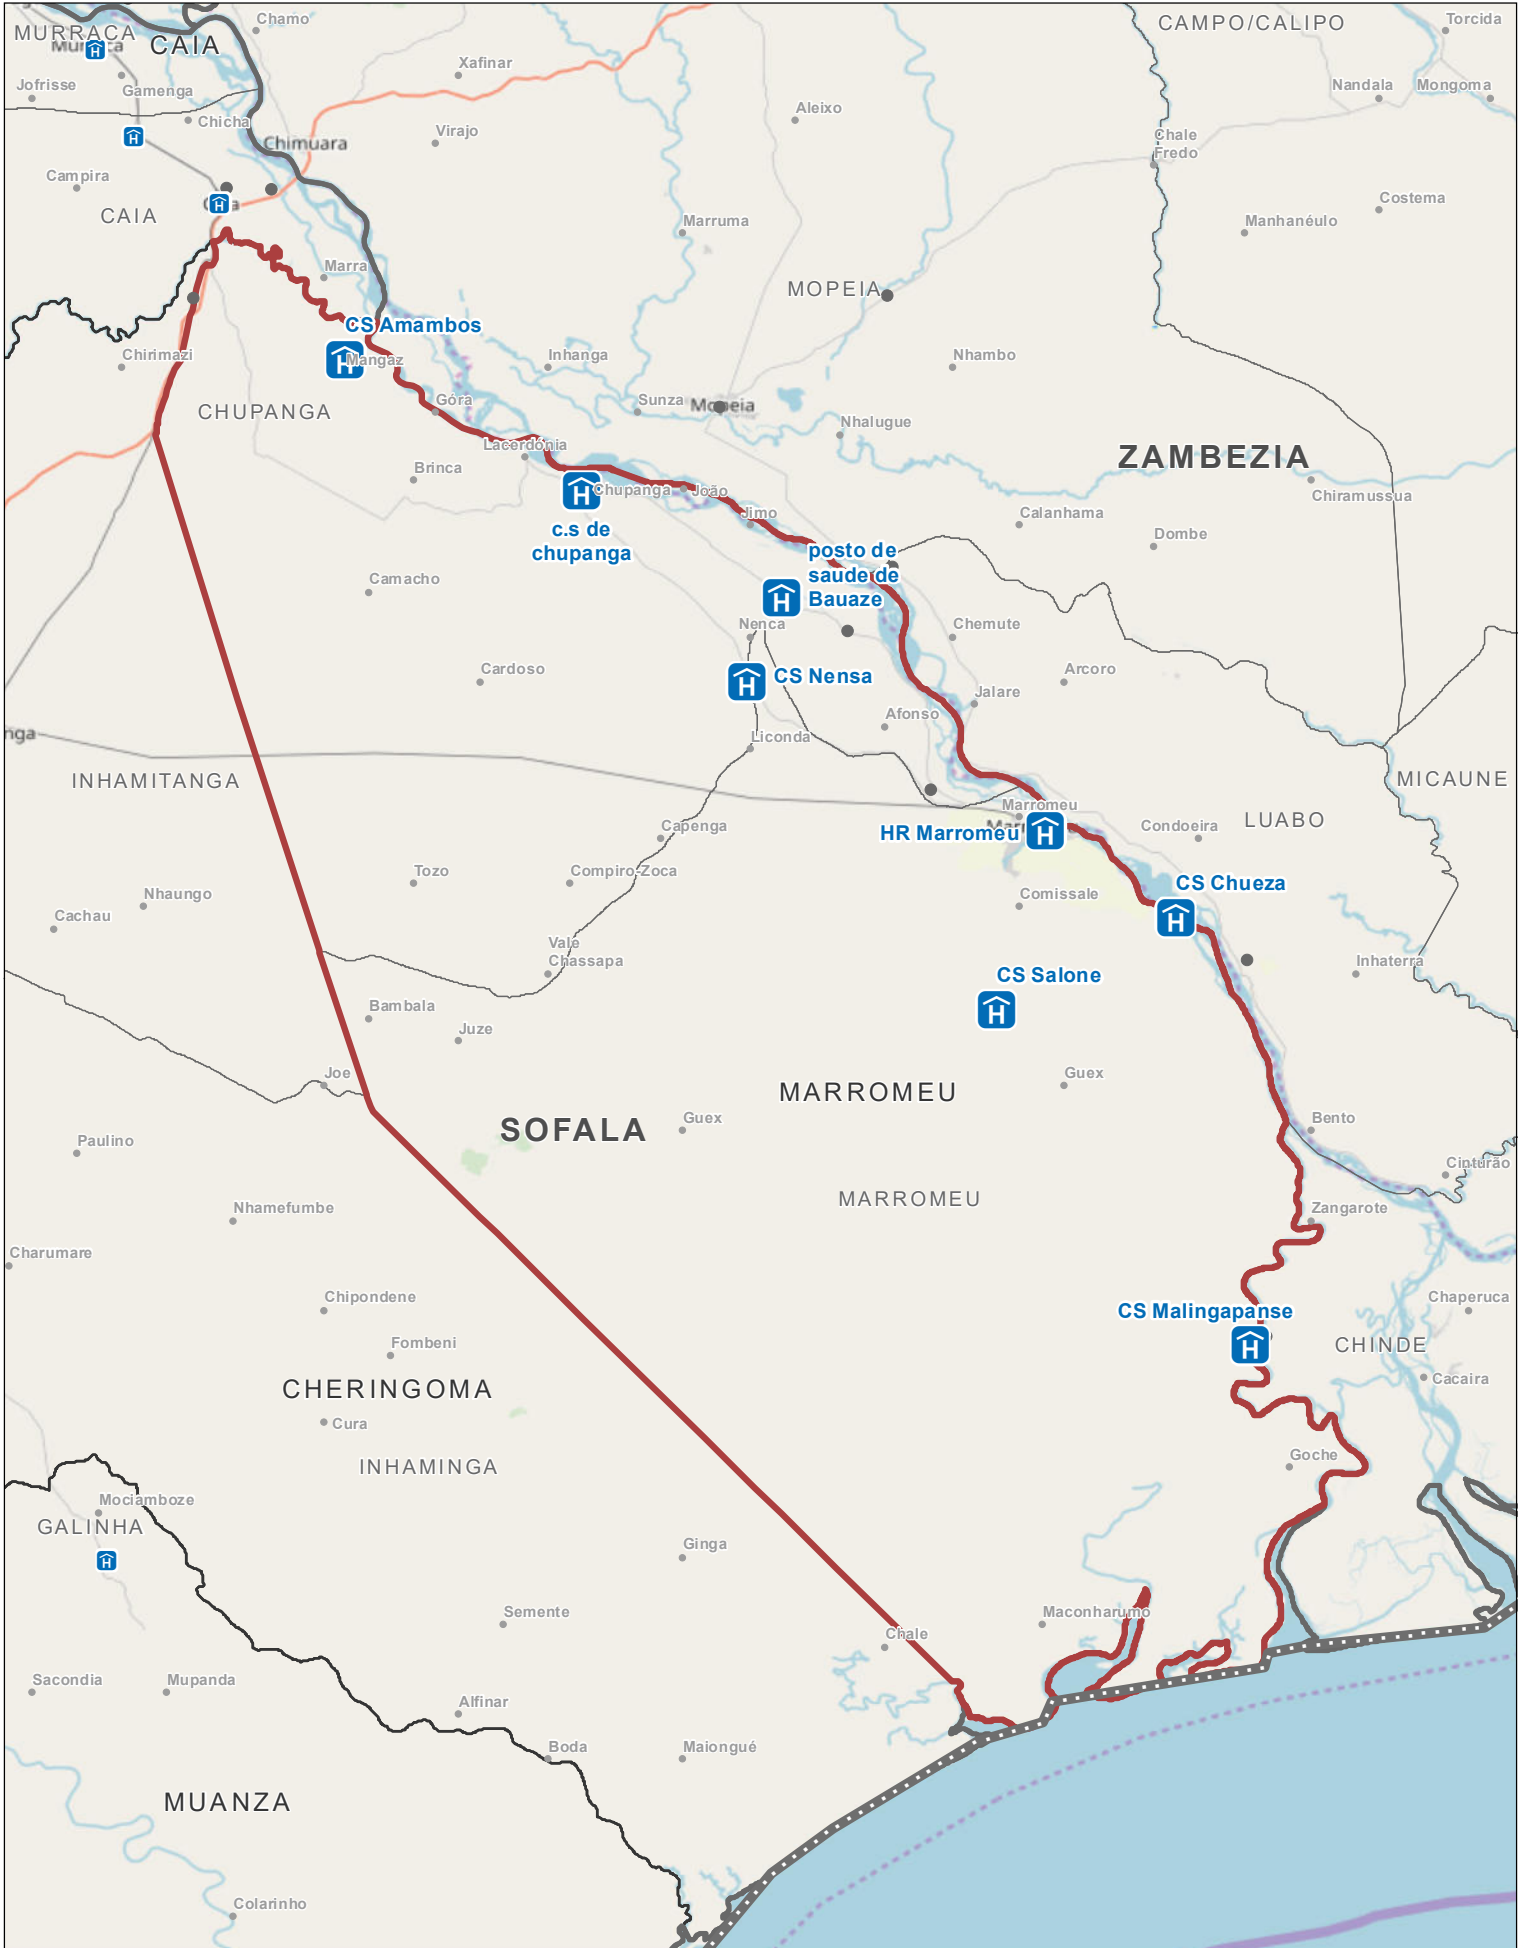 Chamo
CAMPO/CALIPO
Torcida
MURRACA
CAIA
Xafinar
Jofrisse
Gamenga
Nandala
Mongoma
Aleixo
Chicha
Virajo
Chale
Fredo
Chimuara
Campira
Costema
CAIA
Marruma
Manhanéulo
Marra
MOPEIA
CS Amambos
Chirimazi
Mangaz
Inhanga
Nhambo
CHUPANGA
Góra
Sunza
Mopeia
Nhalugue
Lacerdónia
ZAMBEZIA
Brinca
Chupanga
João
Chiramussua
Jimo
Calanhama
c.s de
chupanga
Dombe
posto de
saude de
Bauaze
Camacho
Nenca
Chemute
Cardoso
CS Nensa
Arcoro
Jalare
Afonso
nga
Liconda
INHAMITANGA
MICAUNE
Marromeu
LUABO
Capenga
HR Marromeu
Condoeira
Tozo
Compiro-Zoca
CS Chueza
Nhaungo
Comissale
Cachau
Vale
Chassapa
Inhaterra
CS Salone
Bambala
Juze
Joe
Guex
MARROMEU
Guex
SOFALA
Bento
Paulino
Cinturão
MARROMEU
Nhamefumbe
Zangarote
Charumare
Chipondene
Chaperuca
CS Malingapanse
Fombeni
CHINDE
CHERINGOMA
Cacaira
Cura
Goche
INHAMINGA
Mociamboze
GALINHA
Ginga
Semente
Maconharumo
Chale
Sacondia
Mupanda
Alfinar
Boda
Maiongué
MUANZA
Colarinho